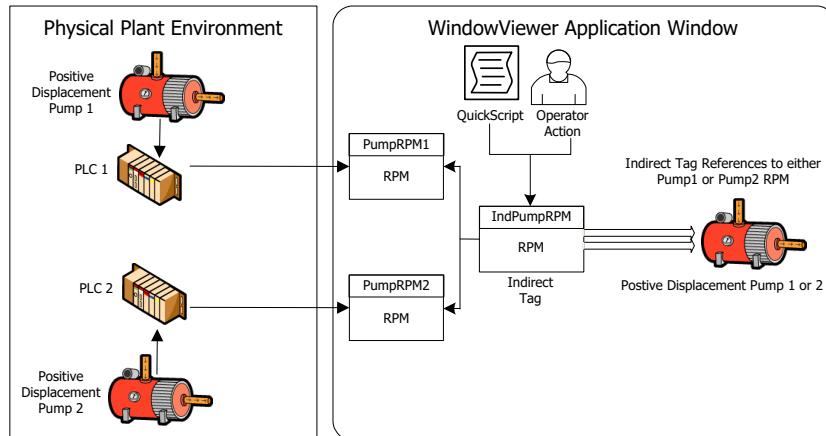 Physical Plant Environment
WindowViewer Application Window
Positive
Displacement
Pump 1
PLC 1
PLC 2
Positive
Displacement
Pump 2
QuickScript
Operator
Action
PumpRPM1
RPM
IndPumpRPM
RPM
Indirect
Tag
PumpRPM2
RPM
Indirect Tag References to either
Pump1 or Pump2 RPM
Postive Displacement Pump 1 or 2